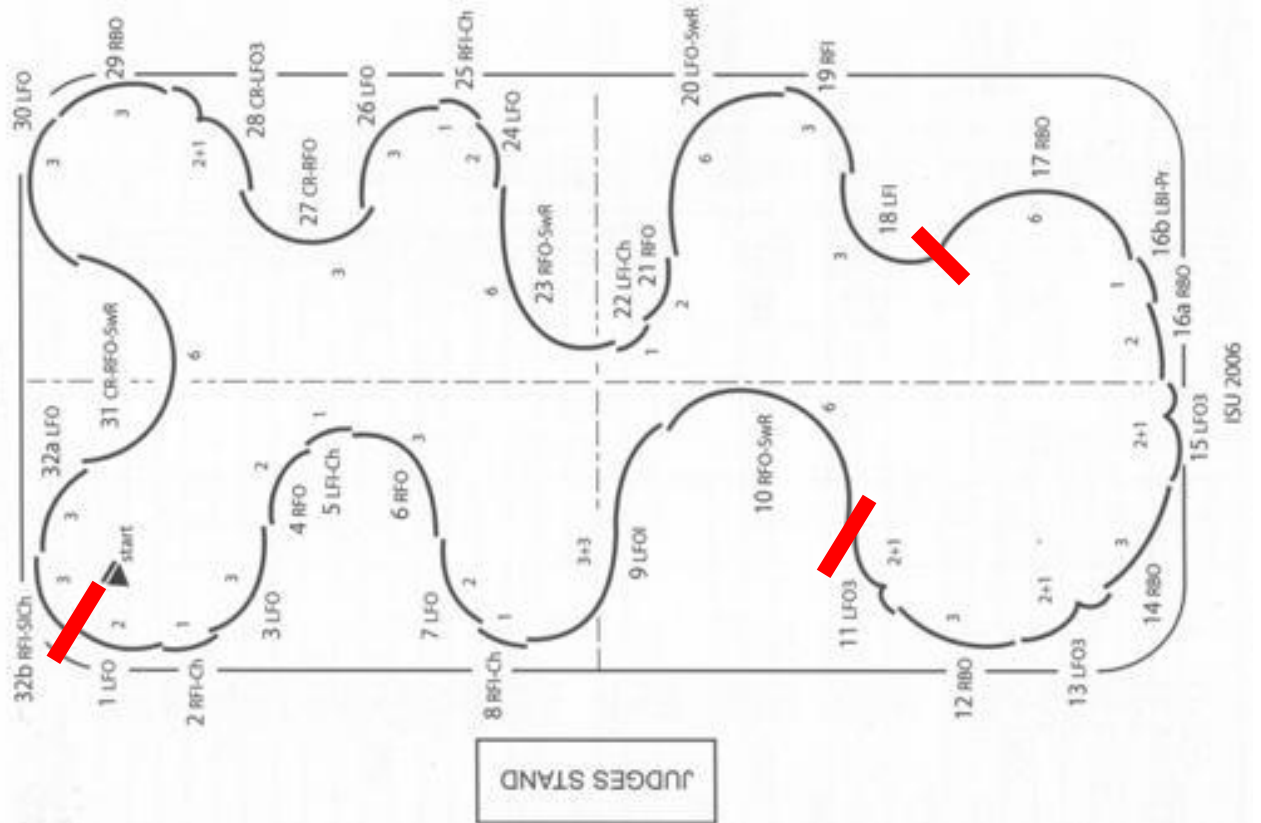 start
1 LFO
2
2 RFI-Ch
1
3 LFO
3
4 RFO
2
5 LFI-Ch
1
6 RFO
3
7 LFO
2
8 RFI-Ch
1
9 LFOI
3+3
10 RFO-SwR
6
11 LFO3
2+1
12 RBO
3
13 LFO3
2+1
14 RBO
3
15 LFO3
2+1
16a RBO
2
16b LBI-Pr
1
17 RBO
6
18 LFI
3
19 RFI
3
20 LFO-SwR
6
21 RFO
2
22 LFI-Ch
1
23 RFO-SwR
6
24 LFO
2
25 RFI-Ch
1
26 LFO
3
27 CR-RFO
3
28 CR-LFO3
2+1
29 RBO
3
30 LFO
3
31 CR-RFO-SwR
6
32a LFO
3
32b RFI-SlCh
3
JUDGES STAND
ISU 2006